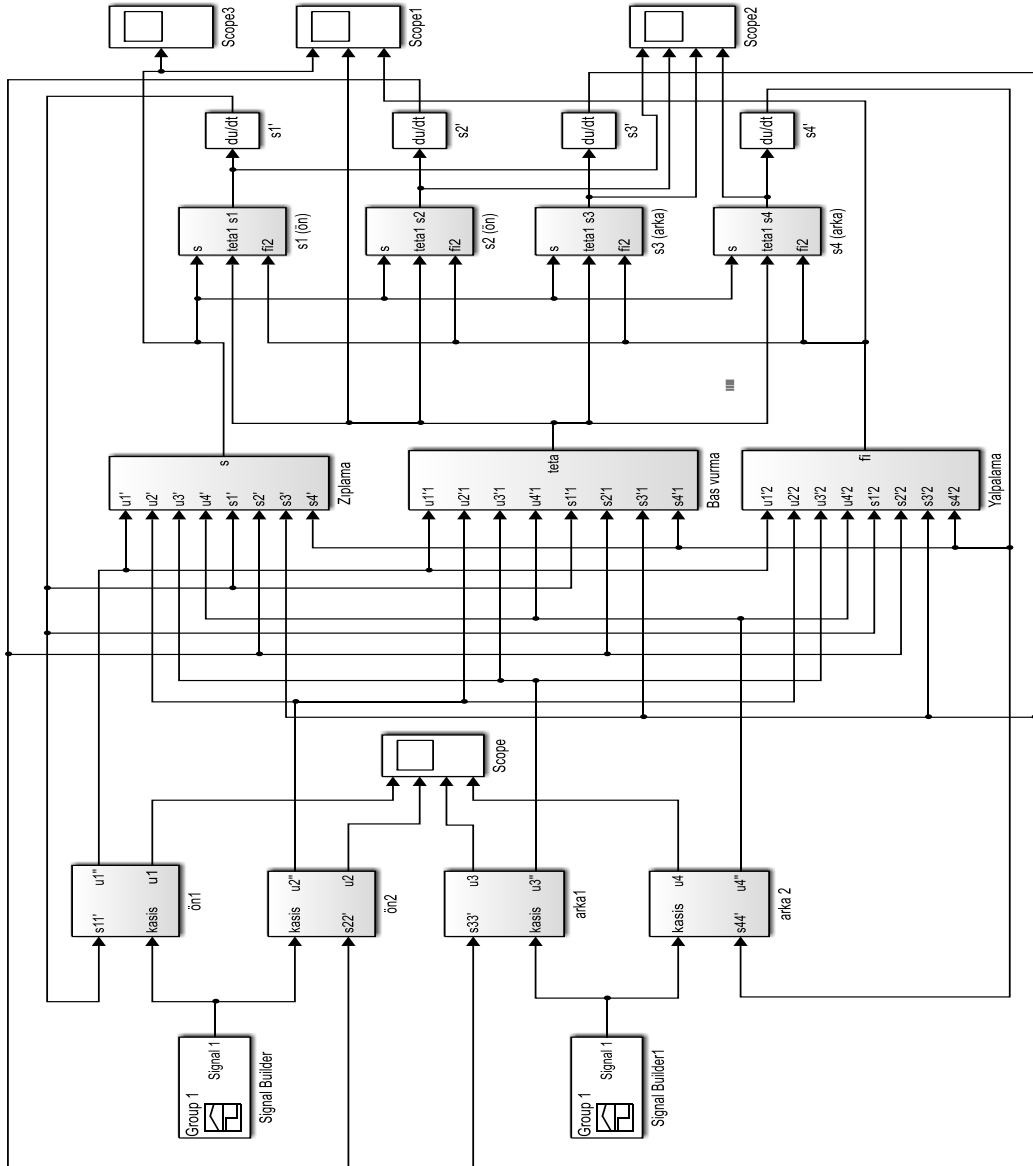 Scope3
Scope1
Scope2
du/dt
s1'
du/dt
s2'
du/dt
s3'
du/dt
s4'
s
teta1 s1
fi2
s1 (ön)
s
teta1 s2
fi2
s2 (ön)
s
teta1 s3
fi2
s3 (arka)
s
teta1 s4
fi2
s4 (arka)
s
u1'
u2'
u3'
u4'
s1'
s2'
s3'
s4'
Ziplama
teta
u1'1
u2'1
u3'1
u4'1
s1'1
s2'1
s3'1
s4'1
Bas vurma
fi
u1'2
u2'2
u3'2
u4'2
s1'2
s2'2
s3'2
s4'2
Yalpalama
Scope
s11' u1"
kasis u1
ön1
kasis u2"
s22' u2
ön2
s33' u3
kasis u3"
arka1
kasis u4
s44' u4"
arka 2
Group 1
Signal 1
Signal Builder
Group 1
Signal 1
Signal Builder1